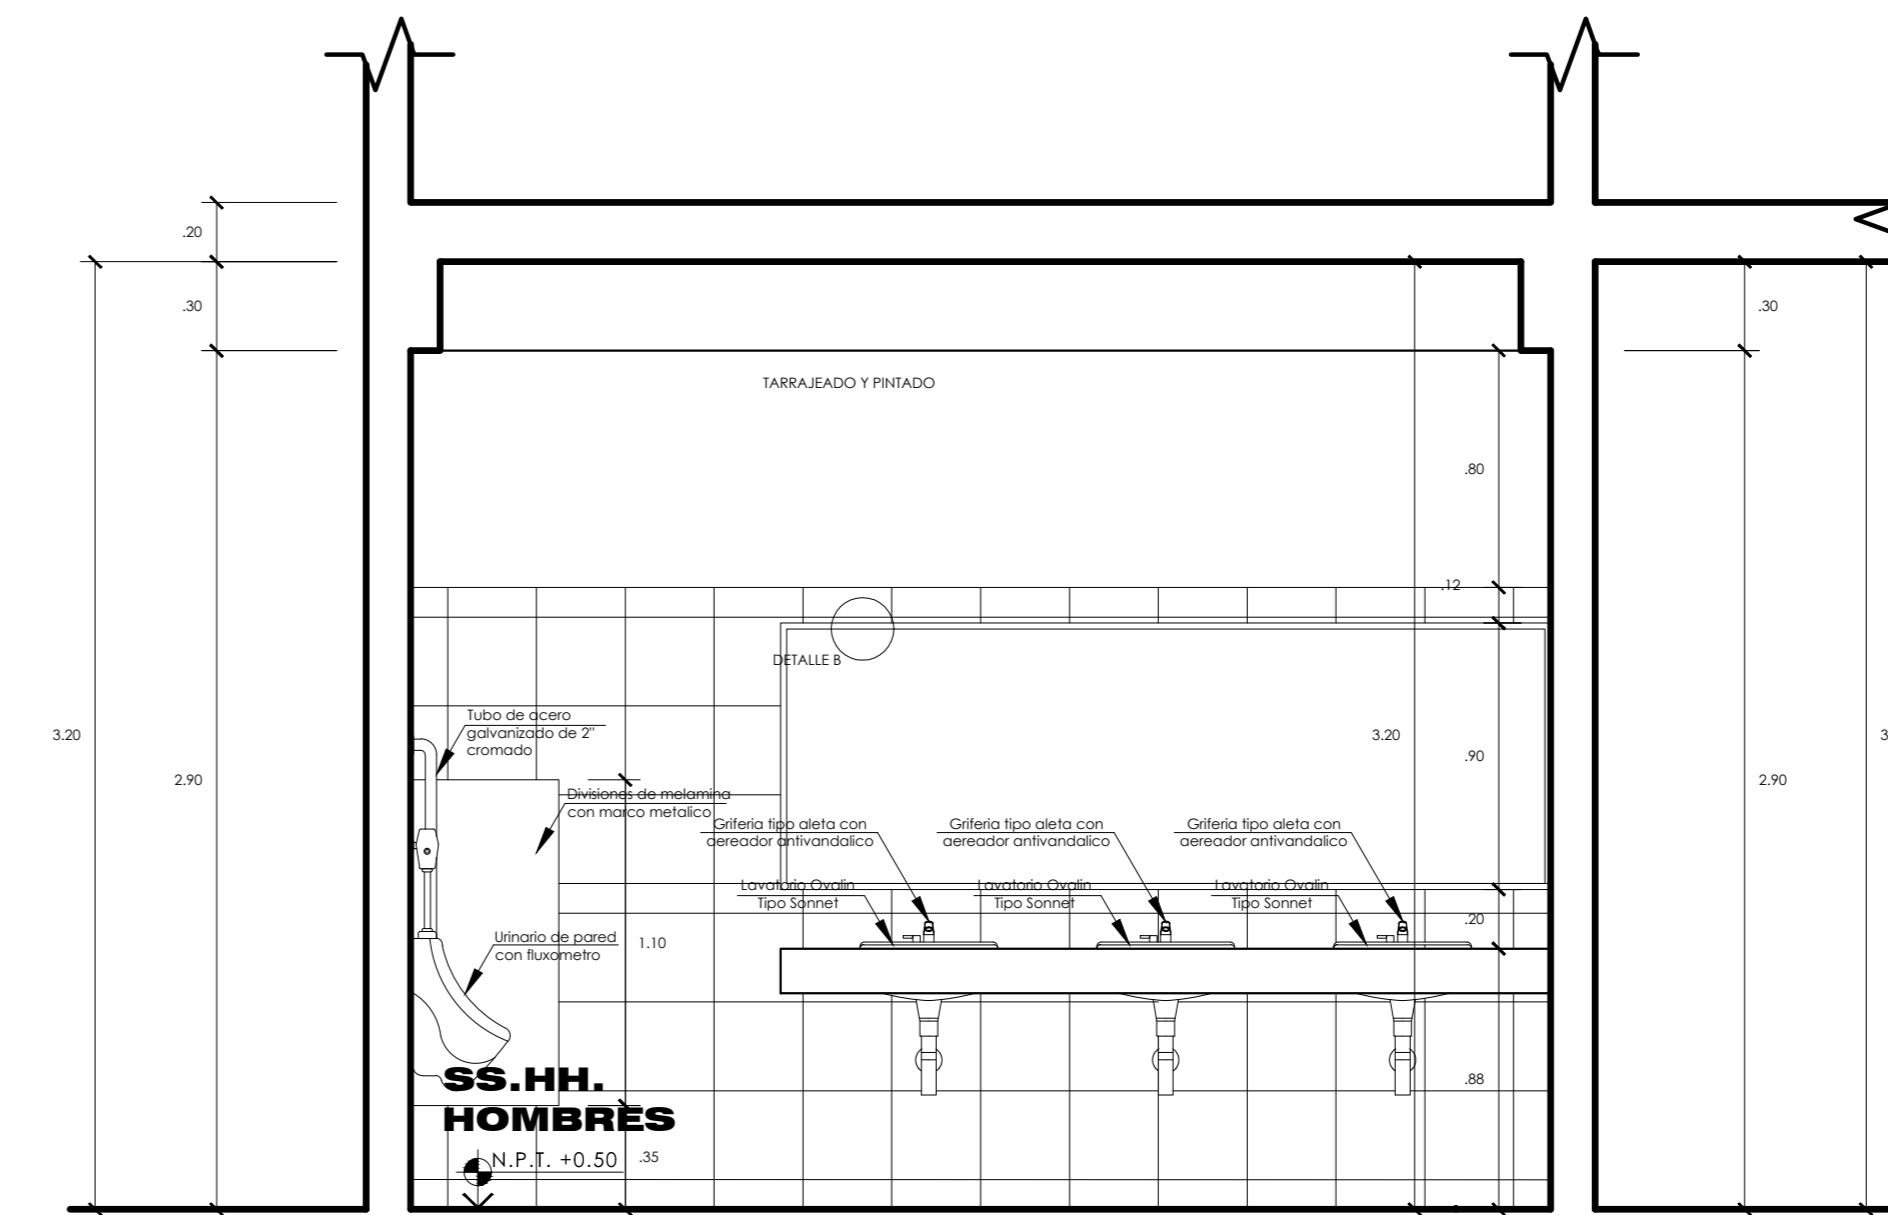 .20
.30
.30
TARRAJEADO Y PINTADO
.80
.12
DETALLE B
Tubo de acero
galvanizado de 2"
cromado
3.20
3.20
.90
2.90
2.90
Divisiones de melamina
con marco metalico
Griferia tipo aleta con
aereador antivandalico
Griferia tipo aleta con
aereador antivandalico
Griferia tipo aleta con
aereador antivandalico
Lavatorio Ovalin
Tipo Sonnet
Lavatorio Ovalin
Tipo Sonnet
Lavatorio Ovalin
Tipo Sonnet
.20
Urinario de pared
con fluxometro
1.10
.88
SS.HH.
HOMBRES
N.P.T. +0.50
.35